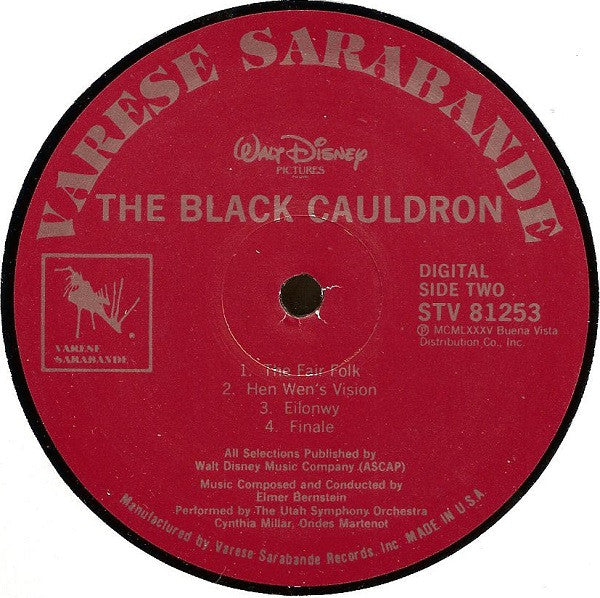 VARESE SARABANDE
WALT DISNEY
PICTURES
THE BLACK CAULDRON
VARESE
SARABANDE
DIGITAL
SIDE TWO
STV 81253
℗ MCMLXXXV Buena Vista
Distribution Co., Inc.
1. The Fair Folk
2. Hen Wen's Vision
3. Eilonwy
4. Finale
All Selections Published by
Walt Disney Music Company (ASCAP)
Music Composed and Conducted by
Elmer Bernstein
Performed by The Utah Symphony Orchestra
Cynthia Millar, Ondes Martenot
Manufactured by Varese Sarabande Records, Inc. MADE IN U.S.A.